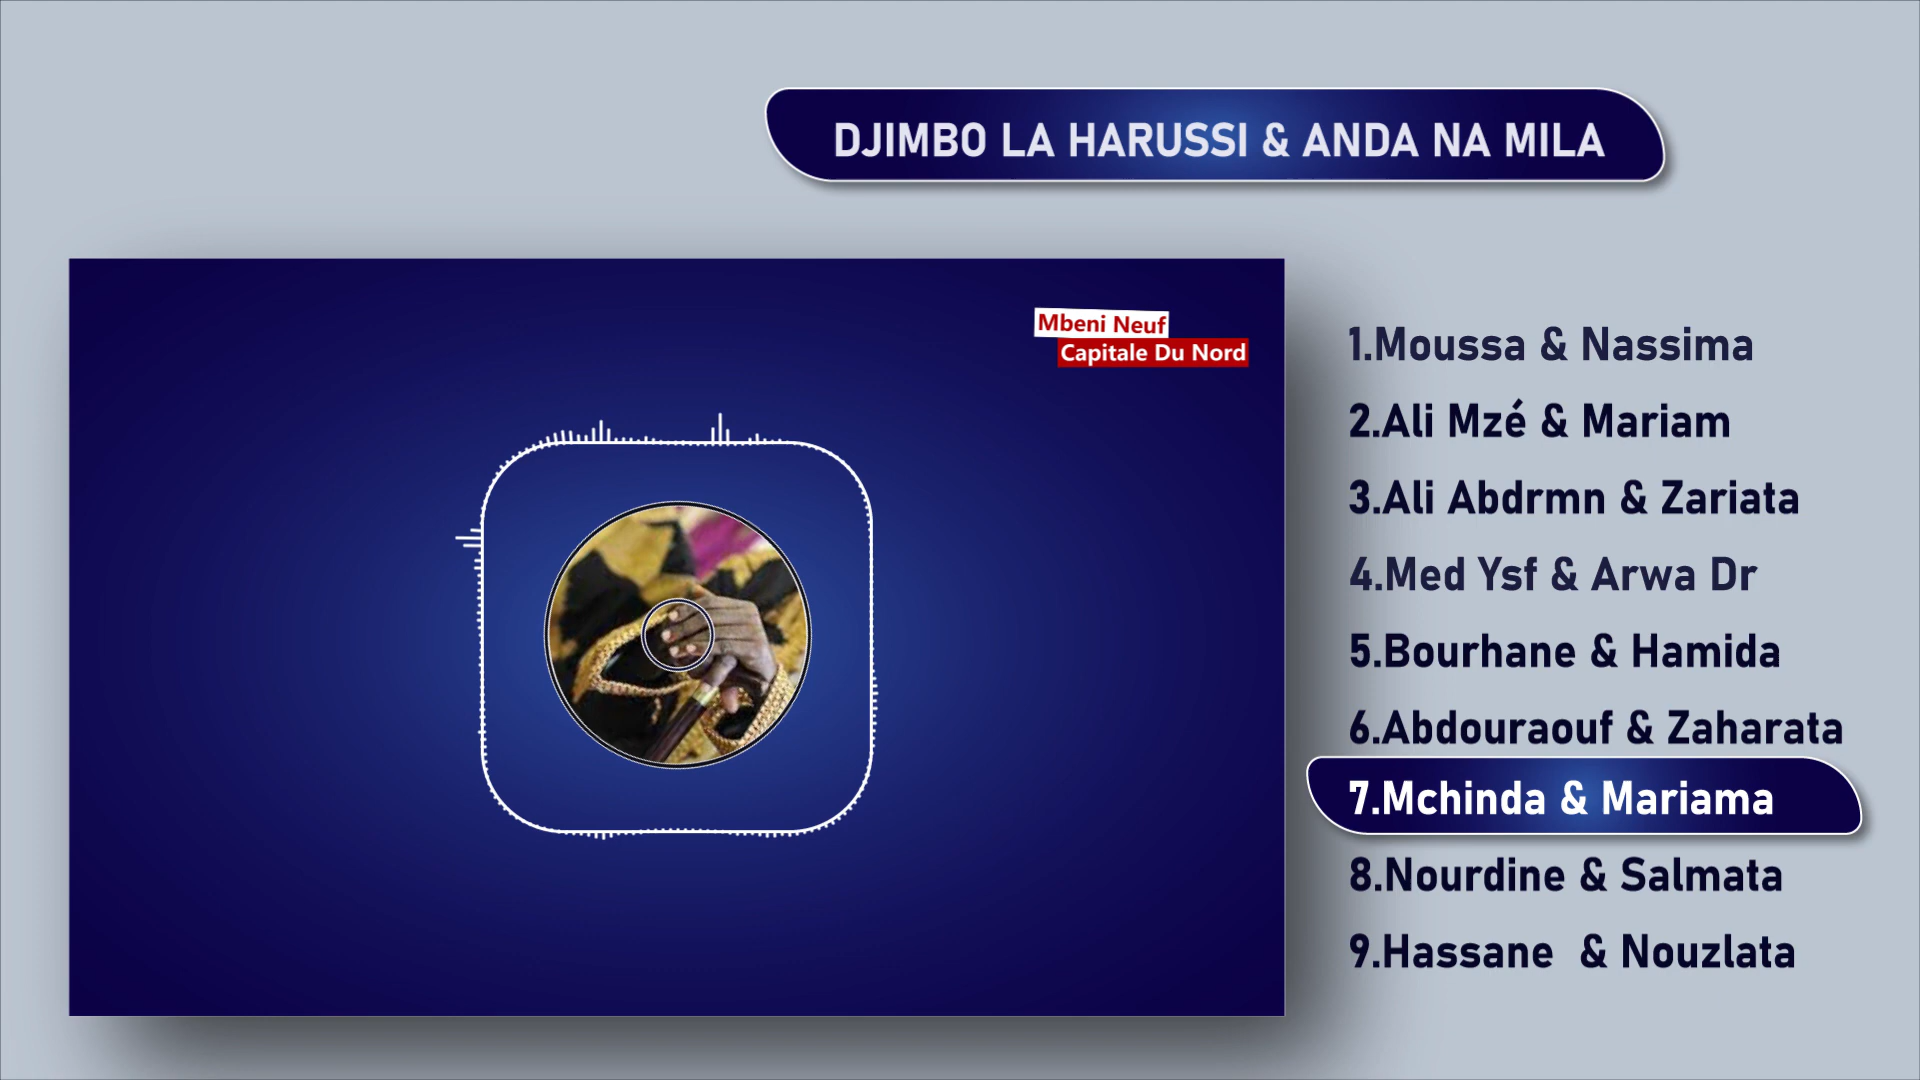 DJIMBO LA HARUSSI & ANDA NA MILA
Mbeni Neuf
Capitale Du Nord
1.Moussa & Nassima
2.Ali Mzé & Mariam
3.Ali Abdrmn & Zariata
4.Med Ysf & Arwa Dr
5.Bourhane & Hamida
6.Abdouraouf & Zaharata
7.Mchinda & Mariama
8.Nourdine & Salmata
9.Hassane  & Nouzlata